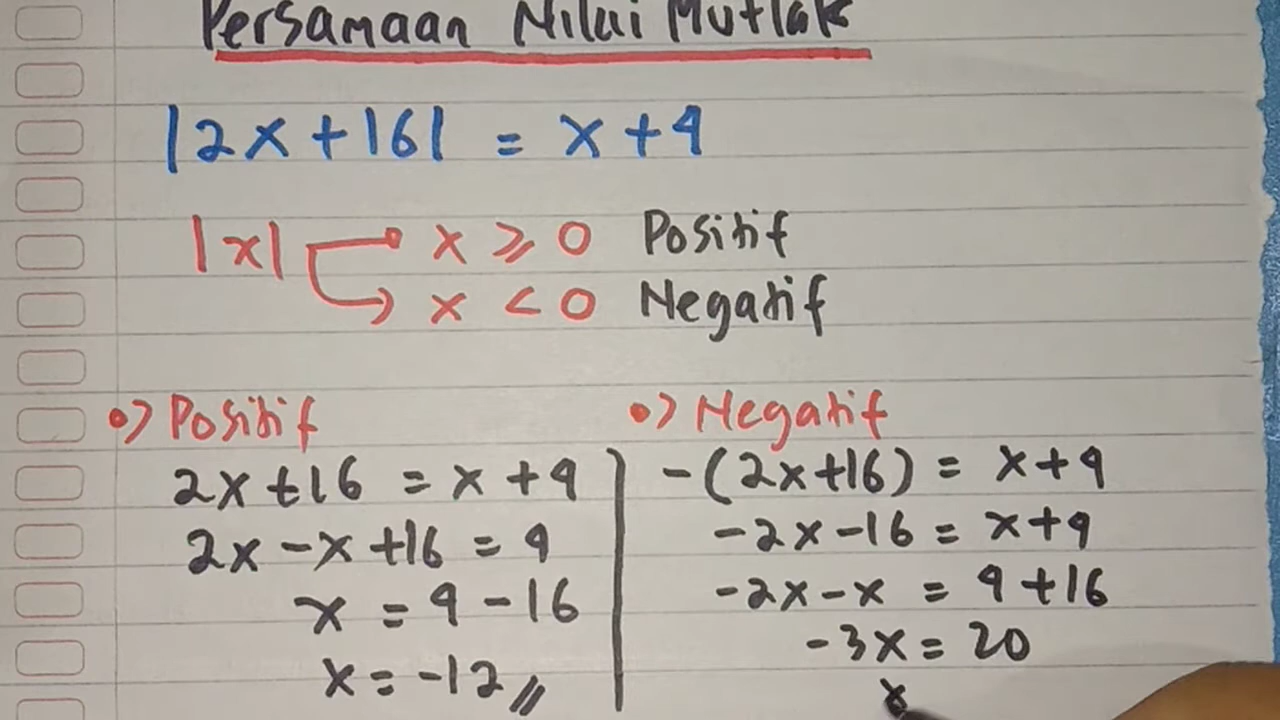 Persamaan Nilai Mutlak
|2x+16| = x+4
|x| x ≥ 0 Positif
x < 0 Negatif
•> Positif
2x+16 = x+4
2x-x+16 = 4
x = 4-16
x = -12 //
•> Negatif
-(2x+16) = x+4
-2x-16 = x+4
-2x-x = 4+16
-3x = 20
x